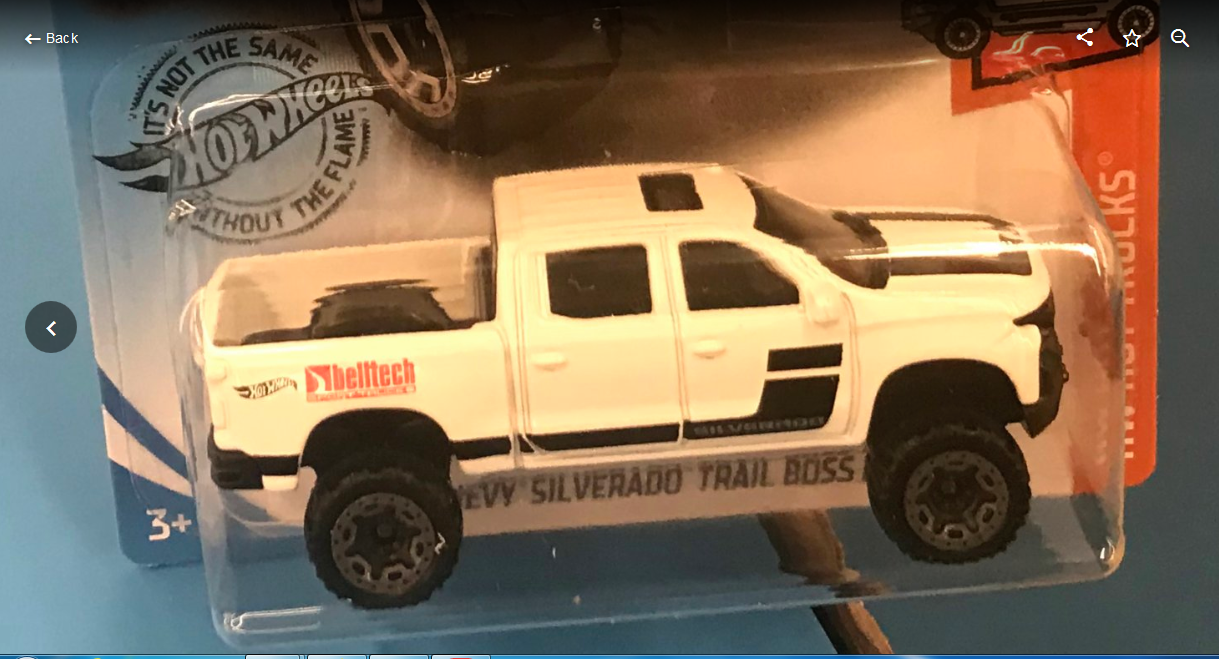 Back
IT'S NOT THE SAME
HOT WHEELS
WITHOUT THE FLAME
HW HOT TRUCKS®
HOT WHEELS
belltech
SILVERADO
EVY SILVERADO TRAIL BOSS
3+